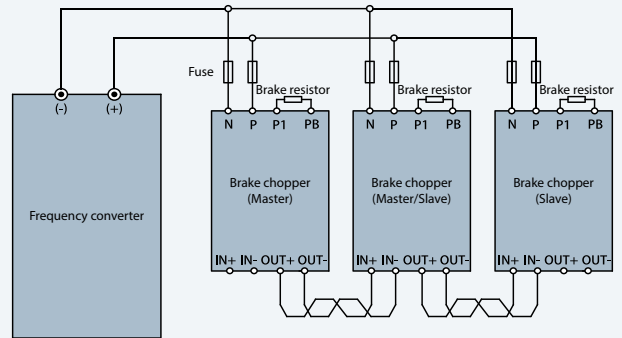 Fuse
Brake resistor
Brake resistor
Brake resistor
(-)
(+)
N P P1 PB
N P P1 PB
N P P1 PB
Frequency converter
Brake chopper
(Master)
Brake chopper
(Master/Slave)
Brake chopper
(Slave)
IN+ IN- OUT+ OUT-
IN+ IN- OUT+ OUT-
IN+ IN- OUT+ OUT-